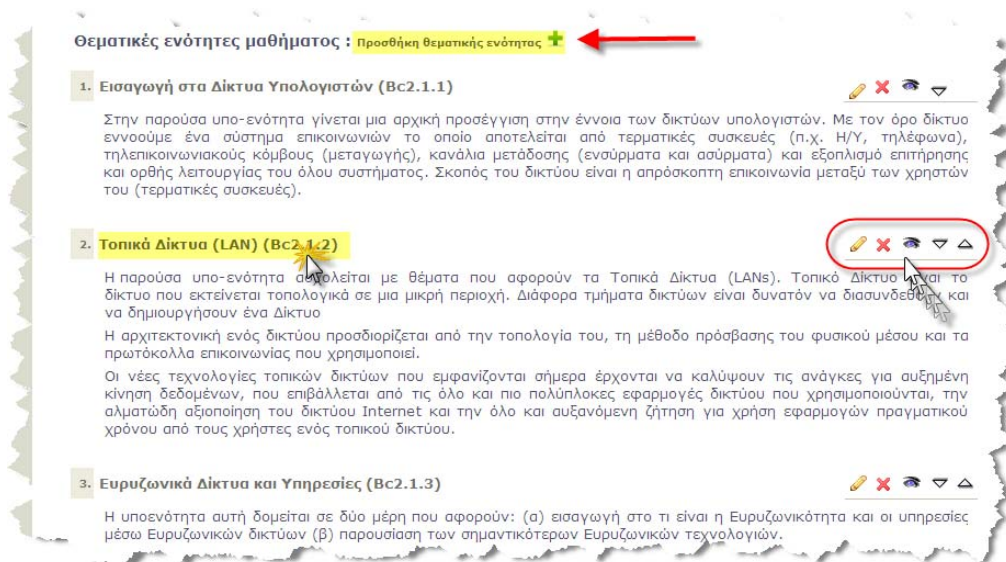 Θεματικές ενότητες μαθήματος : Προσθήκη θεματικής ενότητας
1. Εισαγωγή στα Δίκτυα Υπολογιστών (Bc2.1.1)
Στην παρούσα υπο-ενότητα γίνεται μια αρχική προσέγγιση στην έννοια των δικτύων υπολογιστών. Με τον όρο δίκτυο
εννοούμε ένα σύστημα επικοινωνιών το οποίο αποτελείται από τερματικές συσκευές (π.χ. Η/Υ, τηλέφωνα),
τηλεπικοινωνιακούς κόμβους (μεταγωγής), κανάλια μετάδοσης (ενσύρματα και ασύρματα) και εξοπλισμό επιτήρησης
και ορθής λειτουργίας του όλου συστήματος. Σκοπός του δικτύου είναι η απρόσκοπτη επικοινωνία μεταξύ των χρηστών
του (τερματικές συσκευές).
2. Τοπικά Δίκτυα (LAN) (Bc2.1.2)
Η παρούσα υπο-ενότητα ασχολείται με θέματα που αφορούν τα Τοπικά Δίκτυα (LANs). Τοπικό Δίκτυο είναι το
δίκτυο που εκτείνεται τοπολογικά σε μια μικρή περιοχή. Διάφορα τμήματα δικτύων είναι δυνατόν να διασυνδεθούν και
να δημιουργήσουν ένα Δίκτυο
Η αρχιτεκτονική ενός δικτύου προσδιορίζεται από την τοπολογία του, τη μέθοδο πρόσβασης του φυσικού μέσου και τα
πρωτόκολλα επικοινωνίας που χρησιμοποιεί.
Οι νέες τεχνολογίες τοπικών δικτύων που εμφανίζονται σήμερα έρχονται να καλύψουν τις ανάγκες για αυξημένη
κίνηση δεδομένων, που επιβάλλεται από τις όλο και πιο πολύπλοκες εφαρμογές δικτύου που χρησιμοποιούνται, την
αλματώδη αξιοποίηση του δικτύου Internet και την όλο και αυξανόμενη ζήτηση για χρήση εφαρμογών πραγματικού
χρόνου από τους χρήστες ενός τοπικού δικτύου.
3. Ευρυζωνικά Δίκτυα και Υπηρεσίες (Bc2.1.3)
Η υποενότητα αυτή δομείται σε δύο μέρη που αφορούν: (α) εισαγωγή στο τι είναι η Ευρυζωνικότητα και οι υπηρεσίες
μέσω Ευρυζωνικών δικτύων (β) παρουσίαση των σημαντικότερων Ευρυζωνικών τεχνολογιών.